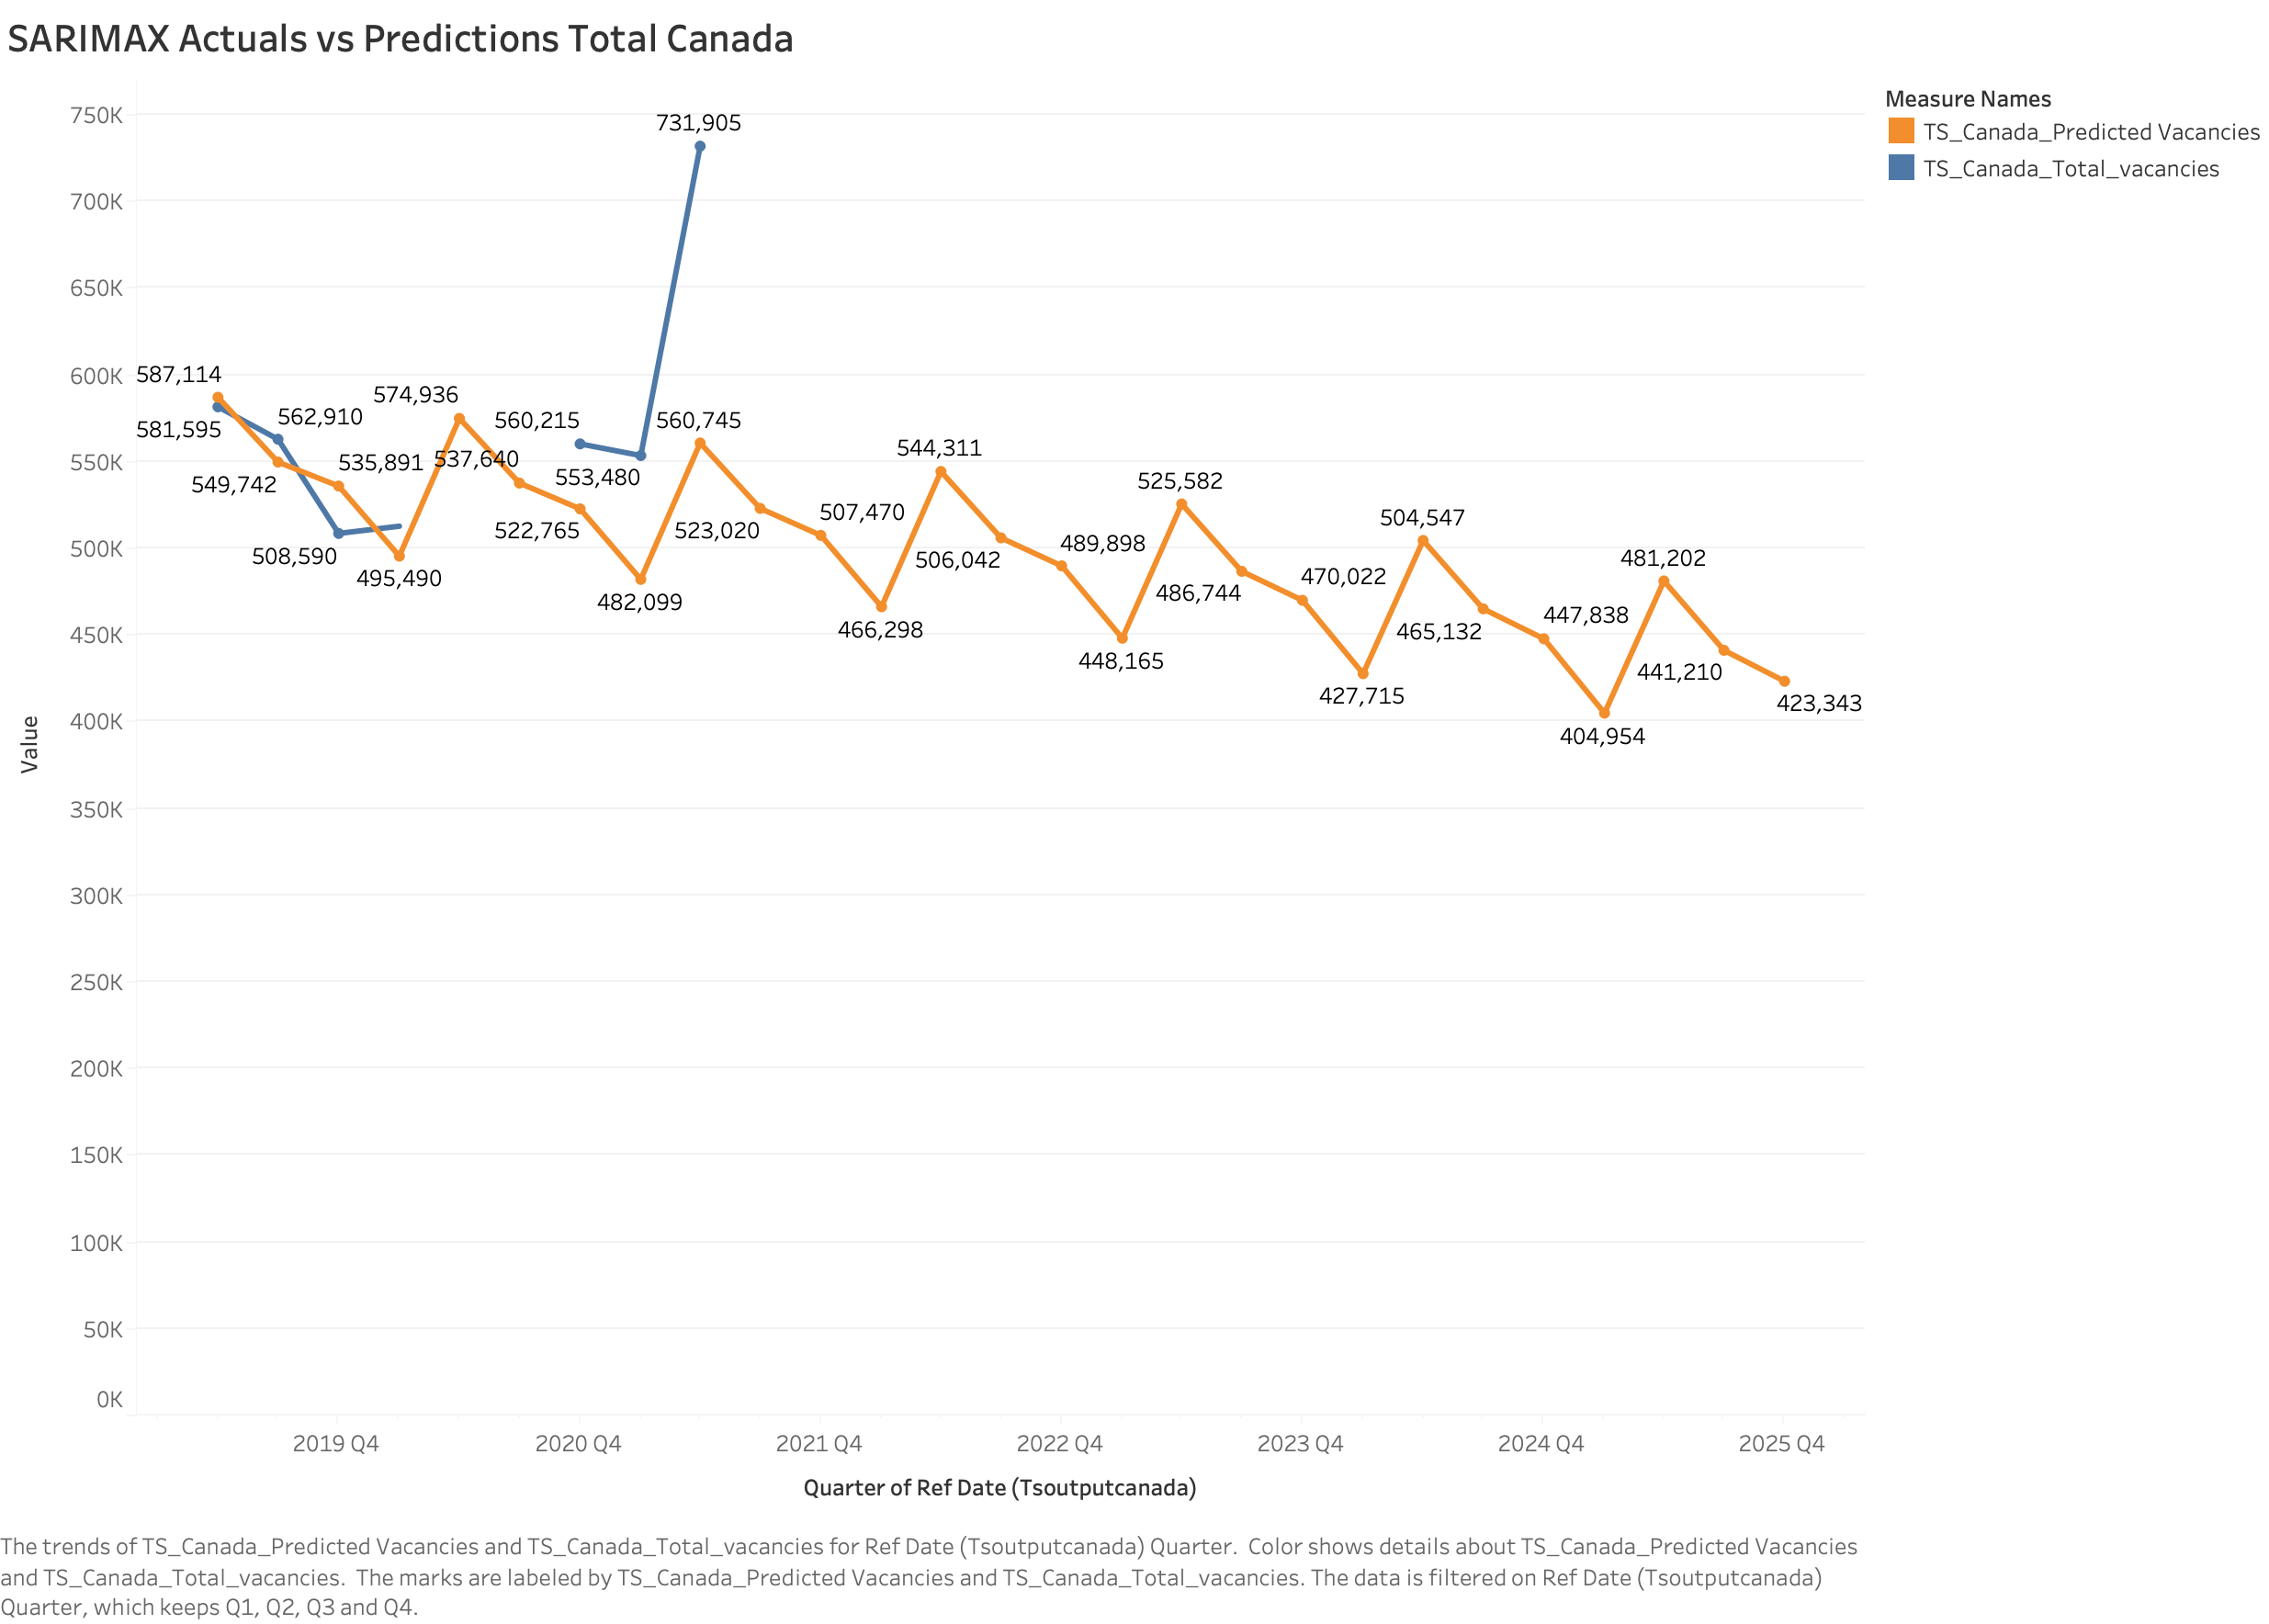 SARIMAX Actuals vs Predictions Total Canada
Measure Names
TS_Canada_Predicted Vacancies
TS_Canada_Total_vacancies
Value
750K
700K
650K
600K
550K
500K
450K
400K
350K
300K
250K
200K
150K
100K
50K
0K
731,905
587,114
581,595
562,910
549,742
535,891
508,590
495,490
574,936
537,640
560,215
522,765
553,480
482,099
560,745
523,020
507,470
466,298
544,311
506,042
489,898
448,165
525,582
486,744
470,022
427,715
504,547
465,132
447,838
404,954
481,202
441,210
423,343
2019 Q4
2020 Q4
2021 Q4
2022 Q4
2023 Q4
2024 Q4
2025 Q4
Quarter of Ref Date (Tsoutputcanada)
The trends of TS_Canada_Predicted Vacancies and TS_Canada_Total_vacancies for Ref Date (Tsoutputcanada) Quarter.  Color shows details about TS_Canada_Predicted Vacancies
and TS_Canada_Total_vacancies.  The marks are labeled by TS_Canada_Predicted Vacancies and TS_Canada_Total_vacancies. The data is filtered on Ref Date (Tsoutputcanada)
Quarter, which keeps Q1, Q2, Q3 and Q4.